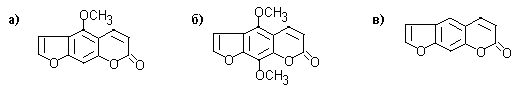 а) OCH₃ O O O
б) OCH₃ O O O OCH₃
в) O O O